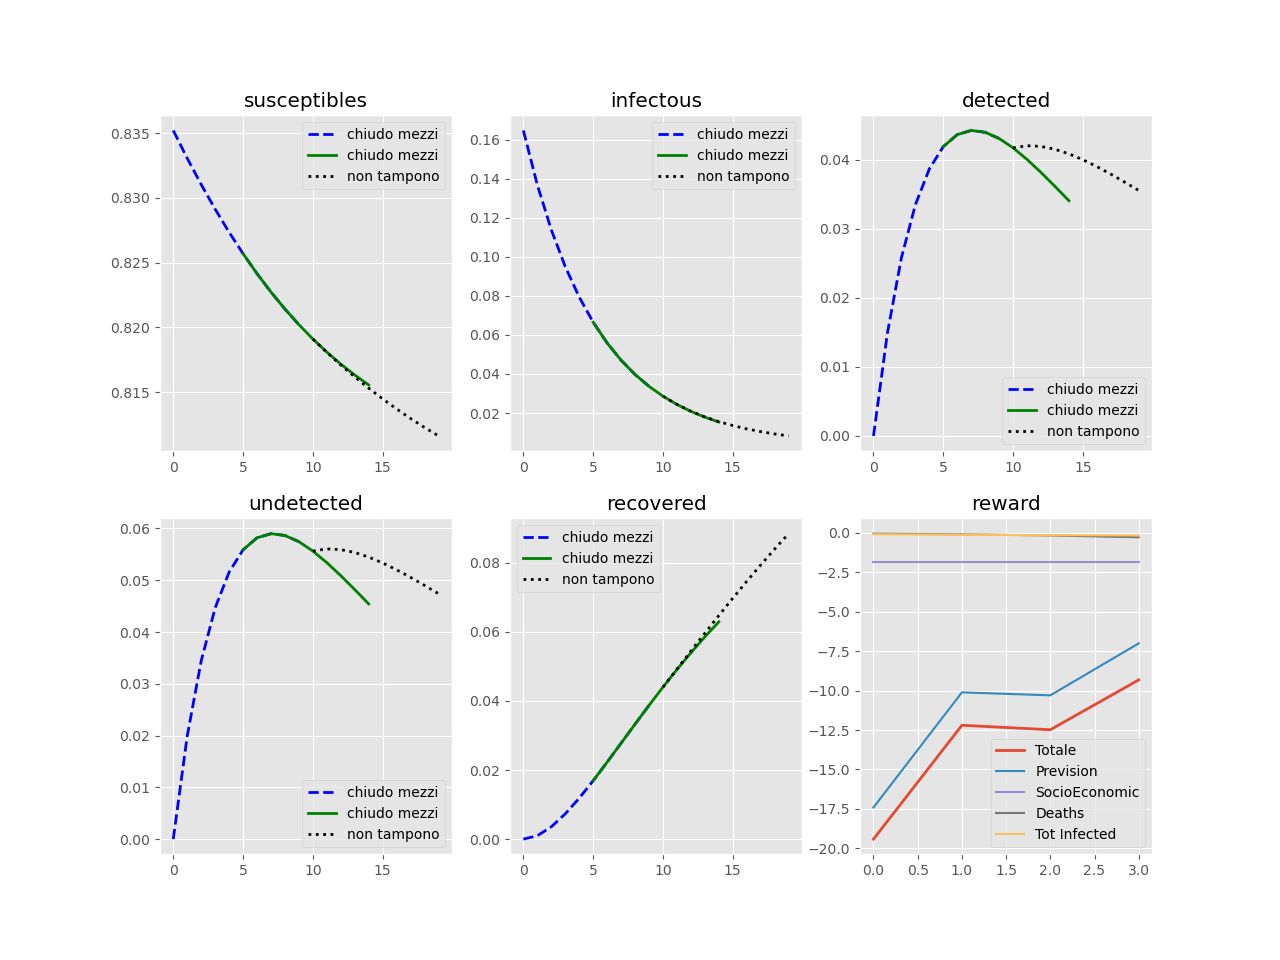 susceptibles
chiudo mezzi
chiudo mezzi
non tampono
0.835
0.830
0.825
0.820
0.815
0 5 10 15
infectous
chiudo mezzi
chiudo mezzi
non tampono
0.16
0.14
0.12
0.10
0.08
0.06
0.04
0.02
0 5 10 15
detected
0.04
0.03
0.02
0.01
0.00
chiudo mezzi
chiudo mezzi
non tampono
0 5 10 15
undetected
0.06
0.05
0.04
0.03
0.02
0.01
0.00
chiudo mezzi
chiudo mezzi
non tampono
0 5 10 15
recovered
chiudo mezzi
chiudo mezzi
non tampono
0.08
0.06
0.04
0.02
0.00
0 5 10 15
reward
0.0
−2.5
−5.0
−7.5
−10.0
−12.5
−15.0
−17.5
−20.0
Totale
Prevision
SocioEconomic
Deaths
Tot Infected
0.0 0.5 1.0 1.5 2.0 2.5 3.0